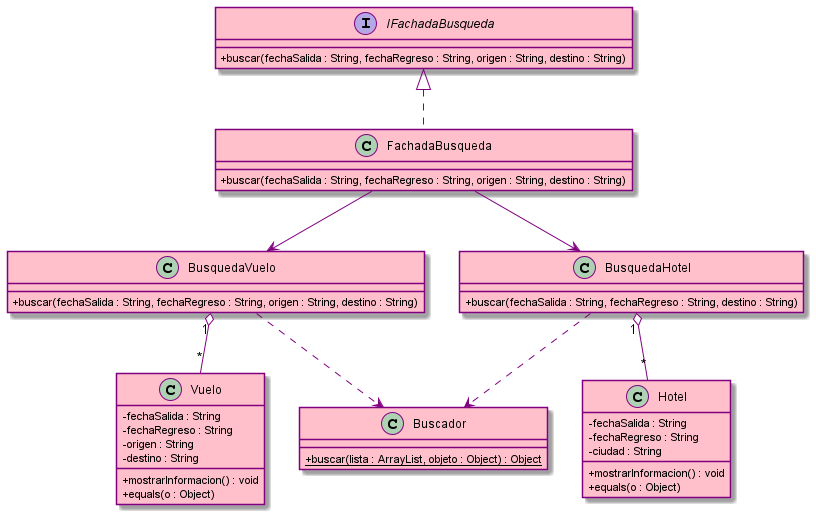 I IFachadaBusqueda
+buscar(fechaSalida : String, fechaRegreso : String, origen : String, destino : String)
C FachadaBusqueda
+buscar(fechaSalida : String, fechaRegreso : String, origen : String, destino : String)
C BusquedaVuelo
+buscar(fechaSalida : String, fechaRegreso : String, origen : String, destino : String)
C BusquedaHotel
+buscar(fechaSalida : String, fechaRegreso : String, destino : String)
1
*
1
*
C Vuelo
-fechaSalida : String
-fechaRegreso : String
-origen : String
-destino : String
+mostrarInformacion() : void
+equals(o : Object)
C Buscador
+buscar(lista : ArrayList, objeto : Object) : Object
C Hotel
-fechaSalida : String
-fechaRegreso : String
-ciudad : String
+mostrarInformacion() : void
+equals(o : Object)